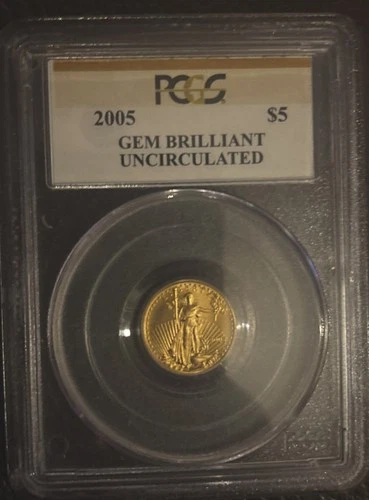 PCGS
2005 $5
GEM BRILLIANT
UNCIRCULATED